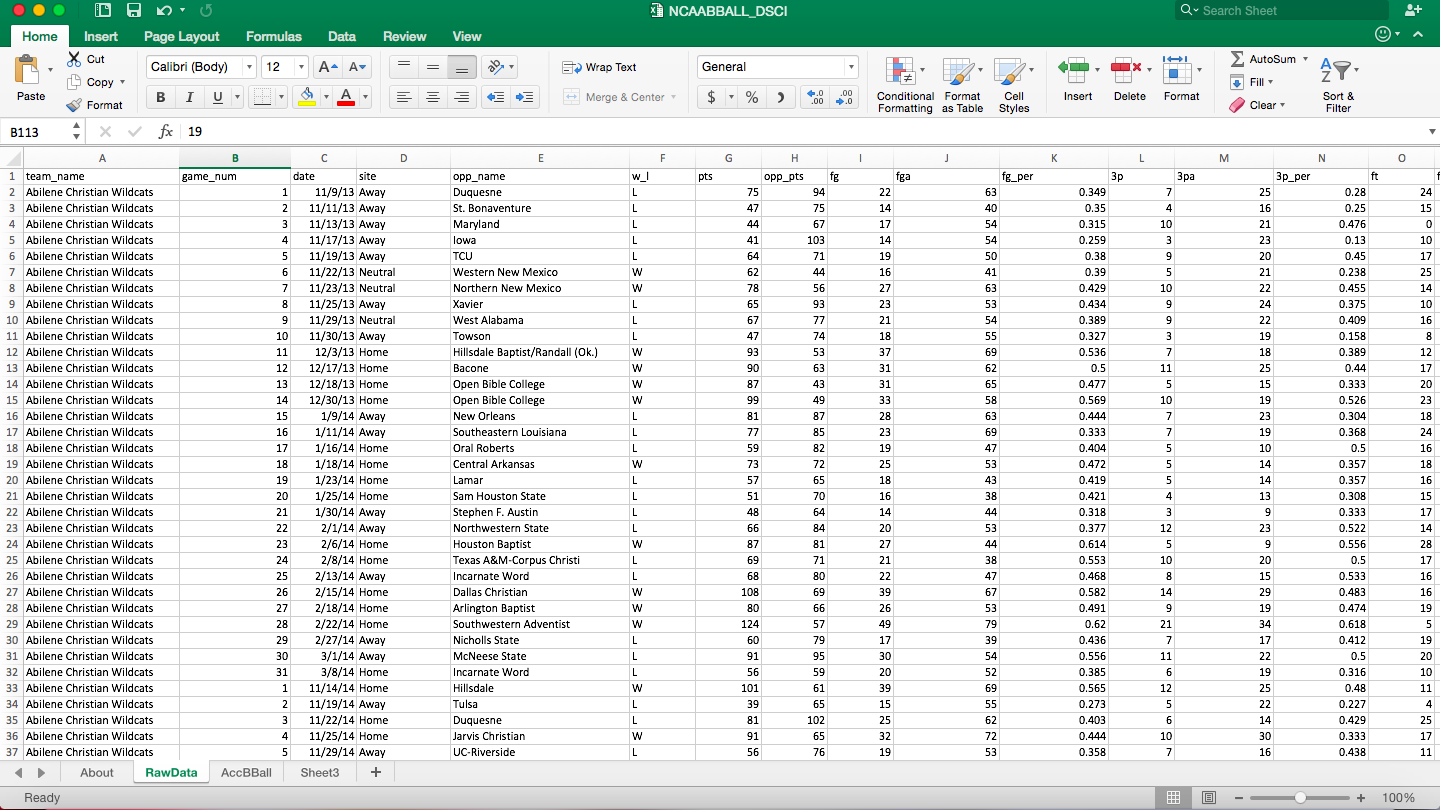 NCAABBALL_DSCI
Search Sheet
Home Insert Page Layout Formulas Data Review View
Paste
Cut
Copy
Format
Calibri (Body) 12 A A
B I U A
Wrap Text
Merge & Center
General
$ % ) .0 .00 .00 .0
Conditional Formatting
Format as Table
Cell Styles
Insert
Delete
Format
AutoSum
Fill
Clear
A Z
Sort & Filter
B113 fx 19
A B C D E F G H I J K L M N O
1 team_name game_num date site opp_name w_l pts opp_pts fg fga fg_per 3p 3pa 3p_per ft f
2 Abilene Christian Wildcats 1 11/9/13 Away Duquesne L 75 94 22 63 0.349 7 25 0.28 24
3 Abilene Christian Wildcats 2 11/11/13 Away St. Bonaventure L 47 75 14 40 0.35 4 16 0.25 15
4 Abilene Christian Wildcats 3 11/13/13 Away Maryland L 44 67 17 54 0.315 10 21 0.476 0
5 Abilene Christian Wildcats 4 11/17/13 Away Iowa L 41 103 14 54 0.259 3 23 0.13 10
6 Abilene Christian Wildcats 5 11/19/13 Away TCU L 64 71 19 50 0.38 9 20 0.45 17
7 Abilene Christian Wildcats 6 11/22/13 Neutral Western New Mexico W 62 44 16 41 0.39 5 21 0.238 25
8 Abilene Christian Wildcats 7 11/23/13 Neutral Northern New Mexico W 78 56 27 63 0.429 10 22 0.455 14
9 Abilene Christian Wildcats 8 11/25/13 Away Xavier L 65 93 23 53 0.434 9 24 0.375 10
10 Abilene Christian Wildcats 9 11/29/13 Neutral West Alabama L 67 77 21 54 0.389 9 22 0.409 16
11 Abilene Christian Wildcats 10 11/30/13 Away Towson L 47 74 18 55 0.327 3 19 0.158 8
12 Abilene Christian Wildcats 11 12/3/13 Home Hillsdale Baptist/Randall (Ok.) W 93 53 37 69 0.536 7 18 0.389 12
13 Abilene Christian Wildcats 12 12/17/13 Home Bacone W 90 63 31 62 0.5 11 25 0.44 17
14 Abilene Christian Wildcats 13 12/18/13 Home Open Bible College W 87 43 31 65 0.477 5 15 0.333 20
15 Abilene Christian Wildcats 14 12/30/13 Home Open Bible College W 99 49 33 58 0.569 10 19 0.526 23
16 Abilene Christian Wildcats 15 1/9/14 Away New Orleans L 81 87 28 63 0.444 7 23 0.304 18
17 Abilene Christian Wildcats 16 1/11/14 Away Southeastern Louisiana L 77 85 23 69 0.333 7 19 0.368 24
18 Abilene Christian Wildcats 17 1/16/14 Home Oral Roberts L 59 82 19 47 0.404 5 10 0.5 16
19 Abilene Christian Wildcats 18 1/18/14 Home Central Arkansas W 73 72 25 53 0.472 5 14 0.357 18
20 Abilene Christian Wildcats 19 1/23/14 Home Lamar L 57 65 18 43 0.419 5 14 0.357 16
21 Abilene Christian Wildcats 20 1/25/14 Home Sam Houston State L 51 70 16 38 0.421 4 13 0.308 15
22 Abilene Christian Wildcats 21 1/30/14 Away Stephen F. Austin L 48 64 14 44 0.318 3 9 0.333 17
23 Abilene Christian Wildcats 22 2/1/14 Away Northwestern State L 66 84 20 53 0.377 12 23 0.522 14
24 Abilene Christian Wildcats 23 2/6/14 Home Houston Baptist W 87 81 27 44 0.614 5 9 0.556 28
25 Abilene Christian Wildcats 24 2/8/14 Home Texas A&M-Corpus Christi L 69 71 21 38 0.553 10 20 0.5 17
26 Abilene Christian Wildcats 25 2/13/14 Away Incarnate Word L 68 80 22 47 0.468 8 15 0.533 16
27 Abilene Christian Wildcats 26 2/15/14 Home Dallas Christian W 108 69 39 67 0.582 14 29 0.483 16
28 Abilene Christian Wildcats 27 2/18/14 Home Arlington Baptist W 80 66 26 53 0.491 9 19 0.474 19
29 Abilene Christian Wildcats 28 2/22/14 Home Southwestern Adventist W 124 57 49 79 0.62 21 34 0.618 5
30 Abilene Christian Wildcats 29 2/27/14 Away Nicholls State L 60 79 17 39 0.436 7 17 0.412 19
31 Abilene Christian Wildcats 30 3/1/14 Away McNeese State L 91 95 30 54 0.556 11 22 0.5 20
32 Abilene Christian Wildcats 31 3/8/14 Home Incarnate Word L 56 59 20 52 0.385 6 19 0.316 10
33 Abilene Christian Wildcats 1 11/14/14 Home Hillsdale W 101 61 39 69 0.565 12 25 0.48 11
34 Abilene Christian Wildcats 2 11/19/14 Away Tulsa L 39 65 15 55 0.273 5 22 0.227 4
35 Abilene Christian Wildcats 3 11/22/14 Home Duquesne L 81 102 25 62 0.403 6 14 0.429 25
36 Abilene Christian Wildcats 4 11/25/14 Home Jarvis Christian W 91 65 32 72 0.444 10 30 0.333 17
37 Abilene Christian Wildcats 5 11/29/14 Away UC-Riverside L 56 76 19 53 0.358 7 16 0.438 11
About RawData AccBBall Sheet3 +
Ready 100%